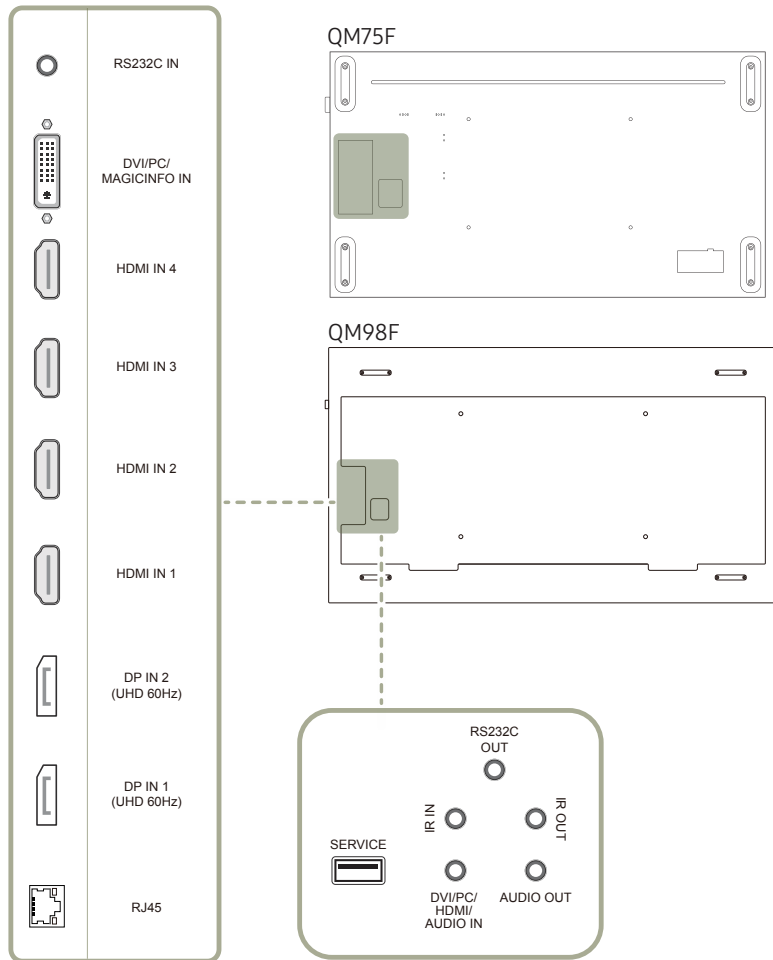 RS232C IN
DVI/PC/
MAGICINFO IN
HDMI IN 4
HDMI IN 3
HDMI IN 2
HDMI IN 1
DP IN 2
(UHD 60Hz)
DP IN 1
(UHD 60Hz)
RJ45
QM75F
QM98F
RS232C
OUT
IR IN
IR OUT
SERVICE
DVI/PC/
HDMI/
AUDIO IN
AUDIO OUT